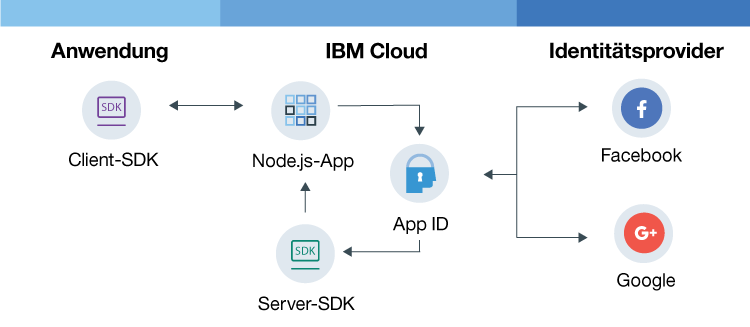 Anwendung
IBM Cloud
Identitätsprovider
SDK
Client-SDK
Node.js-App
App ID
SDK
Server-SDK
f
Facebook
G+
Google